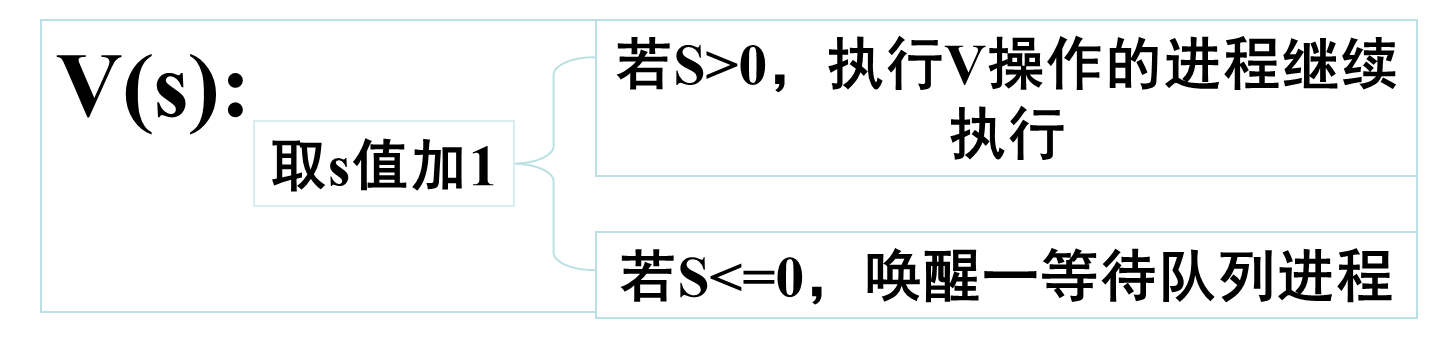 V(s):
取s值加1
若S>0，执行V操作的进程继续
执行
若S<=0，唤醒一等待队列进程